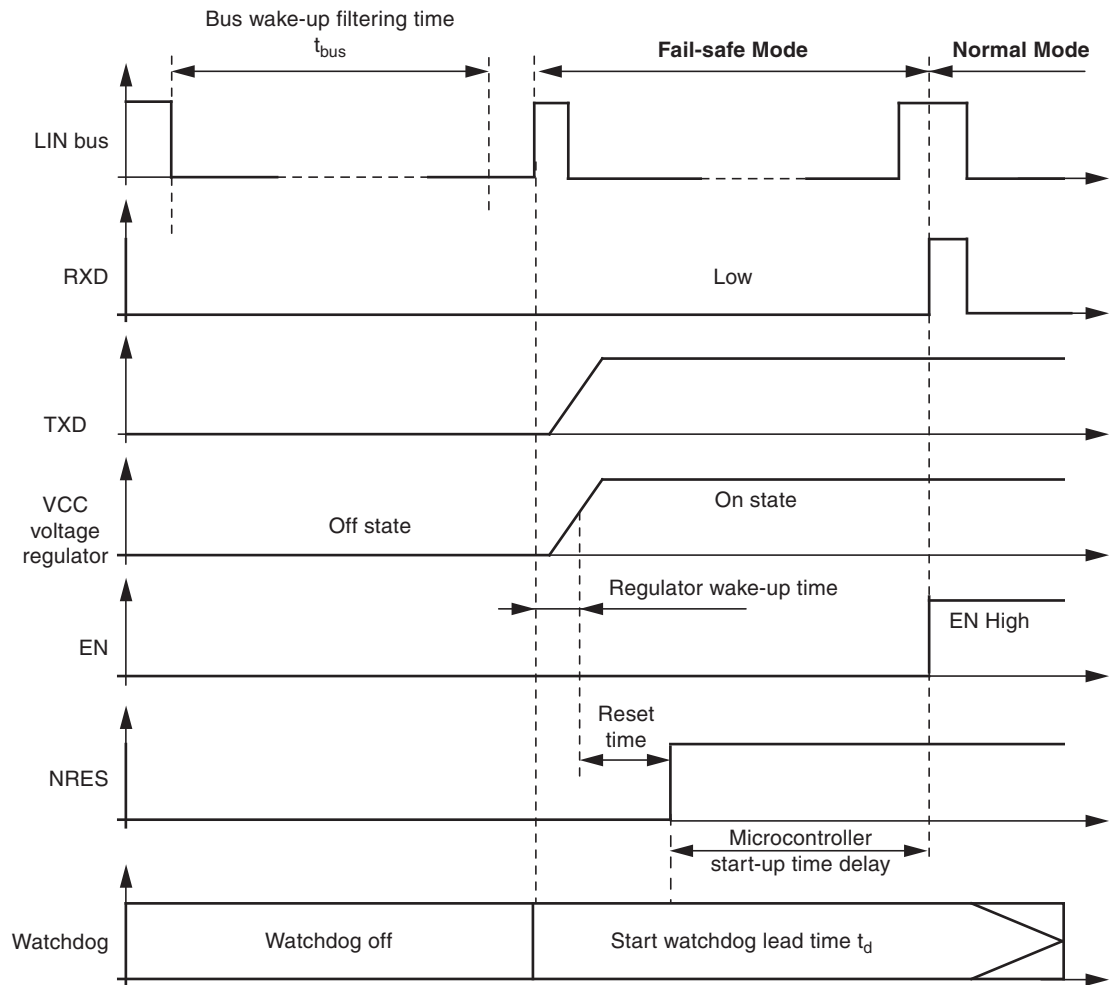 Bus wake-up filtering time
t_bus
Fail-safe Mode
Normal Mode
LIN bus
RXD
Low
TXD
VCC
voltage
regulator
Off state
On state
Regulator wake-up time
EN
EN High
Reset
time
NRES
Microcontroller
start-up time delay
Watchdog
Watchdog off
Start watchdog lead time t_d